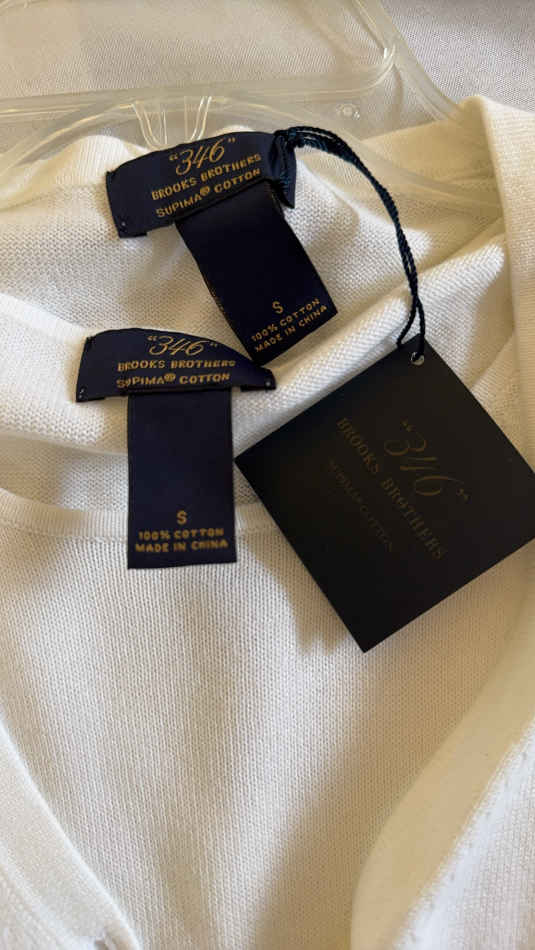 "346"
BROOKS BROTHERS
SUPIMA® COTTON
S
100% COTTON
MADE IN CHINA
"346"
BROOKS BROTHERS
SUPIMA® COTTON
S
100% COTTON
MADE IN CHINA
"346"
BROOKS BROTHERS
SUPIMA COTTON